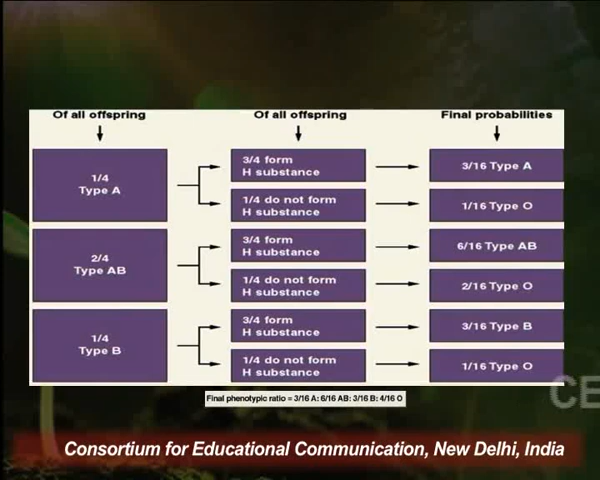 Of all offspring
Of all offspring
Final probabilities
1/4
Type A
3/4 form
H substance
3/16 Type A
1/4 do not form
H substance
1/16 Type O
2/4
Type AB
3/4 form
H substance
6/16 Type AB
1/4 do not form
H substance
2/16 Type O
1/4
Type B
3/4 form
H substance
3/16 Type B
1/4 do not form
H substance
1/16 Type O
Final phenotypic ratio = 3/16 A: 6/16 AB: 3/16 B: 4/16 O
CE
Consortium for Educational Communication, New Delhi, India